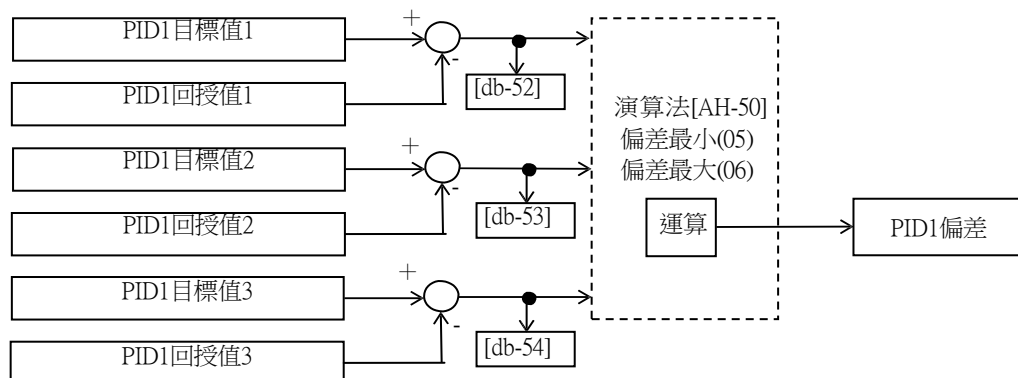 PID1目標值1
+
-
PID1回授值1
[db-52]
PID1目標值2
+
-
PID1回授值2
[db-53]
PID1目標值3
+
-
PID1回授值3
[db-54]
演算法[AH-50]
偏差最小(05)
偏差最大(06)
運算
PID1偏差